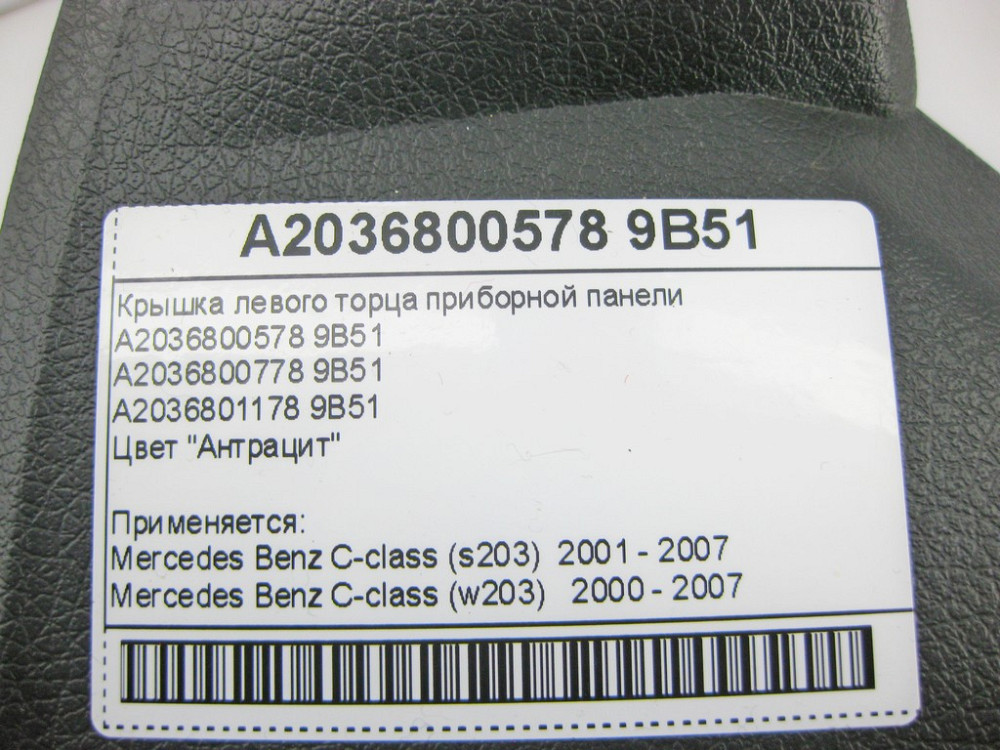 A2036800578 9B51
Крышка левого торца приборной панели
A2036800578 9B51
A2036800778 9B51
A2036801178 9B51
Цвет "Антрацит"
Применяется:
Mercedes Benz C-class (s203) 2001 - 2007
Mercedes Benz C-class (w203) 2000 - 2007